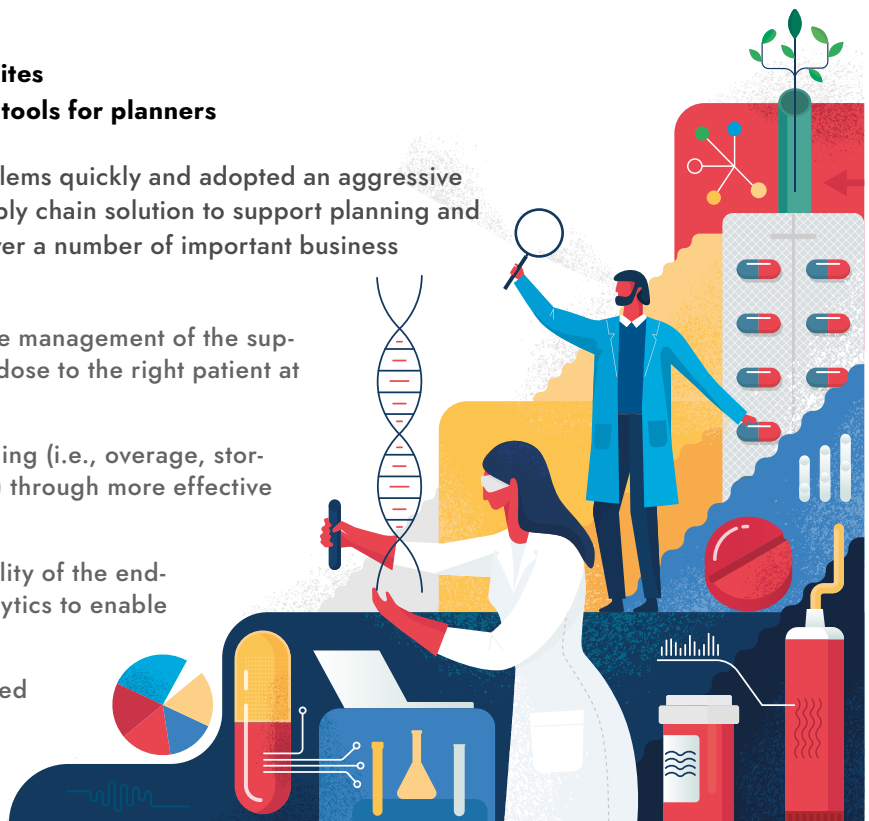 ites
tools for planners
lems quickly and adopted an aggressive
ly chain solution to support planning and
er a number of important business
e management of the sup-
dose to the right patient at
ing (i.e., overage, stor-
) through more effective
lity of the end-
ytics to enable
ed